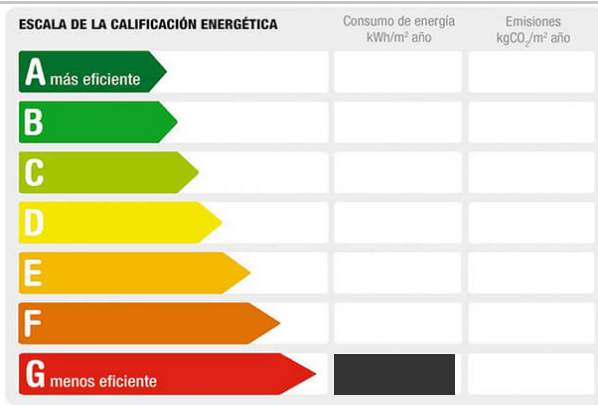 ESCALA DE LA CALIFICACIÓN ENERGÉTICA
Consumo de energía
kWh/m² año
Emisiones
kgCO₂/m² año
A más eficiente
B
C
D
E
F
G menos eficiente